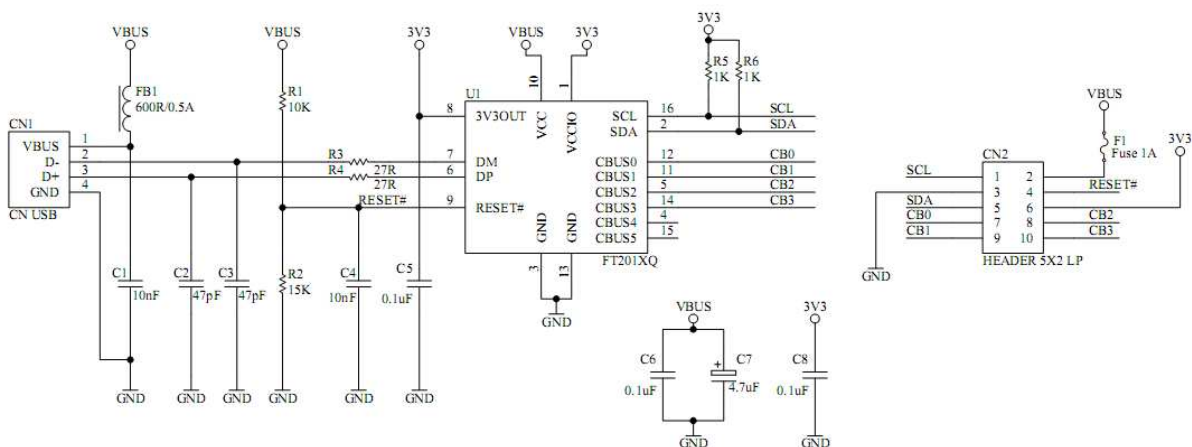 VBUS
VBUS
3V3
VBUS
3V3
3V3
FB1
600R/0.5A
R1
10K
R5
1K
R6
1K
CN1
VBUS
D-
D+
GND
1
2
3
4
CN USB
R3
27R
R4
27R
RESET#
U1
8
7
6
9
3V3OUT
DM
DP
RESET#
10
VCC
1
VCCIO
GND
3
GND
13
SCL
SDA
CBUS0
CBUS1
CBUS2
CBUS3
CBUS4
CBUS5
16
2
12
11
5
14
4
15
SCL
SDA
CB0
CB1
CB2
CB3
FT201XQ
GND
VBUS
F1
Fuse 1A
3V3
CN2
SCL
1
2
3
4
RESET#
SDA
5
6
CB0
7
8
CB2
CB1
9
10
CB3
HEADER 5X2 LP
GND
C1
10nF
C2
47pF
C3
47pF
R2
15K
C4
10nF
C5
0.1uF
GND
GND
GND
GND
GND
GND
VBUS
C6
0.1uF
+
C7
4.7uF
GND
3V3
C8
0.1uF
GND